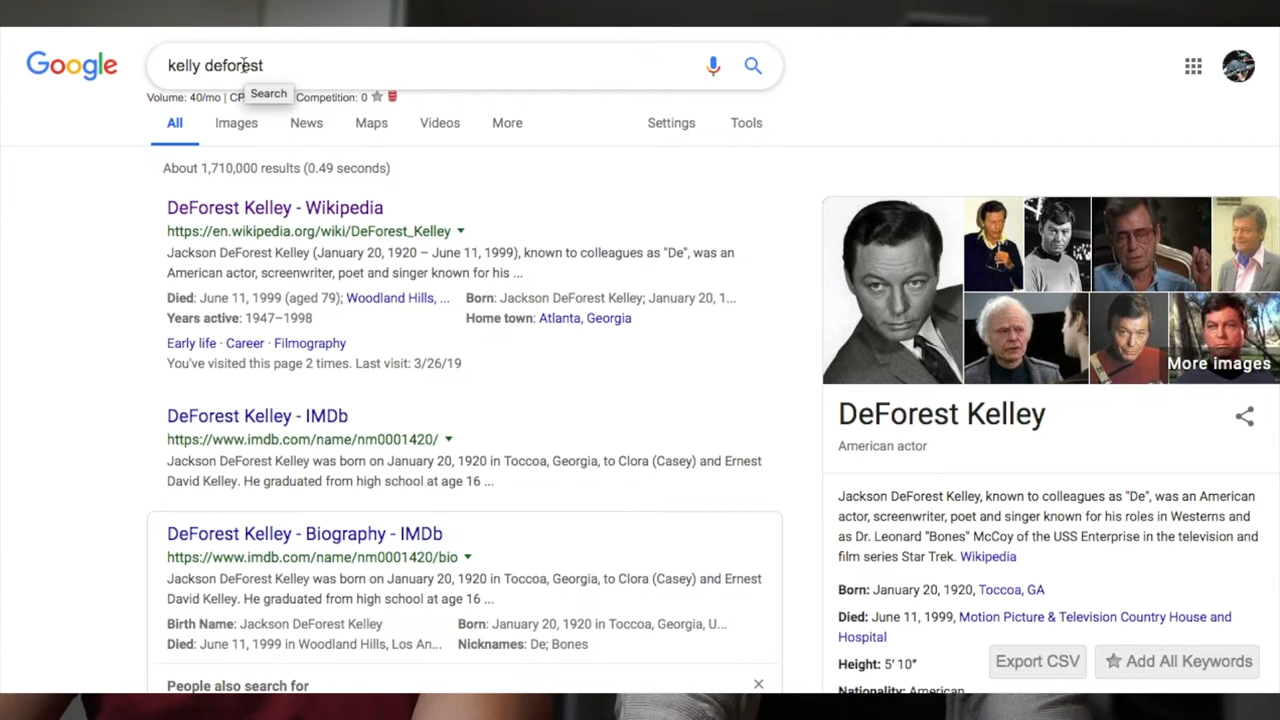 Google
kelly deforest
Volume: 40/mo | CP
Search
Competition: 0
All Images News Maps Videos More Settings Tools
About 1,710,000 results (0.49 seconds)
DeForest Kelley - Wikipedia
https://en.wikipedia.org/wiki/DeForest_Kelley
Jackson DeForest Kelley (January 20, 1920 – June 11, 1999), known to colleagues as "De", was an
American actor, screenwriter, poet and singer known for his ...
Died: June 11, 1999 (aged 79); Woodland Hills, ... Born: Jackson DeForest Kelley; January 20, 1...
Years active: 1947–1998 Home town: Atlanta, Georgia
Early life · Career · Filmography
You've visited this page 2 times. Last visit: 3/26/19
DeForest Kelley - IMDb
https://www.imdb.com/name/nm0001420/
Jackson DeForest Kelley was born on January 20, 1920 in Toccoa, Georgia, to Clora (Casey) and Ernest
David Kelley. He graduated from high school at age 16 ...
DeForest Kelley - Biography - IMDb
https://www.imdb.com/name/nm0001420/bio
Jackson DeForest Kelley was born on January 20, 1920 in Toccoa, Georgia, to Clora (Casey) and Ernest
David Kelley. He graduated from high school at age 16 ...
Birth Name: Jackson DeForest Kelley Born: January 20, 1920 in Toccoa, Georgia, U...
Died: June 11, 1999 in Woodland Hills, Los An... Nicknames: De; Bones
People also search for
More images
DeForest Kelley
American actor
Jackson DeForest Kelley, known to colleagues as "De", was an American
actor, screenwriter, poet and singer known for his roles in Westerns and
as Dr. Leonard "Bones" McCoy of the USS Enterprise in the television and
film series Star Trek. Wikipedia
Born: January 20, 1920, Toccoa, GA
Died: June 11, 1999, Motion Picture & Television Country House and
Hospital
Height: 5′ 10″
Export CSV
Add All Keywords
Nationality: American